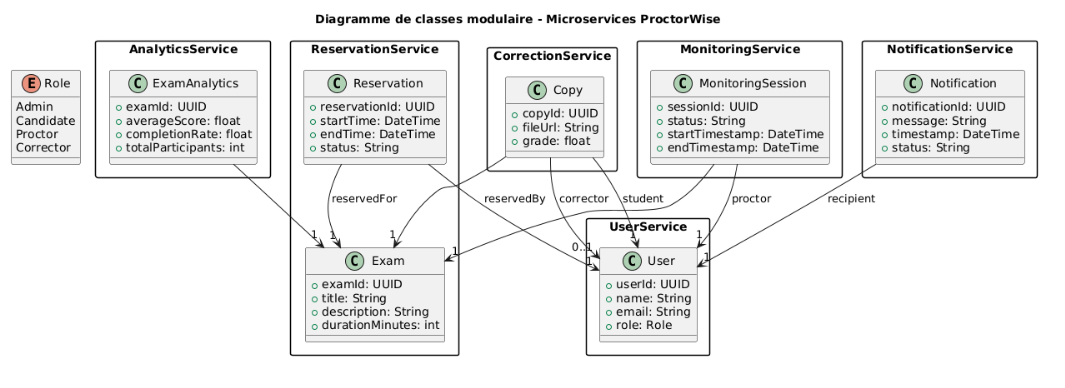 Diagramme de classes modulaire - Microservices ProctorWise
AnalyticsService
ReservationService
CorrectionService
MonitoringService
NotificationService
E Role
Admin
Candidate
Proctor
Corrector
C ExamAnalytics
examId: UUID
averageScore: float
completionRate: float
totalParticipants: int
C Reservation
reservationId: UUID
startTime: DateTime
endTime: DateTime
status: String
C Copy
copyId: UUID
fileUrl: String
grade: float
C MonitoringSession
sessionId: UUID
status: String
startTimestamp: DateTime
endTimestamp: DateTime
C Notification
notificationId: UUID
message: String
timestamp: DateTime
status: String
reservedFor
reservedBy
corrector
student
proctor
recipient
UserService
1
1
1
1
0..1
1
1
1
1
C Exam
examId: UUID
title: String
description: String
durationMinutes: int
C User
userId: UUID
name: String
email: String
role: Role